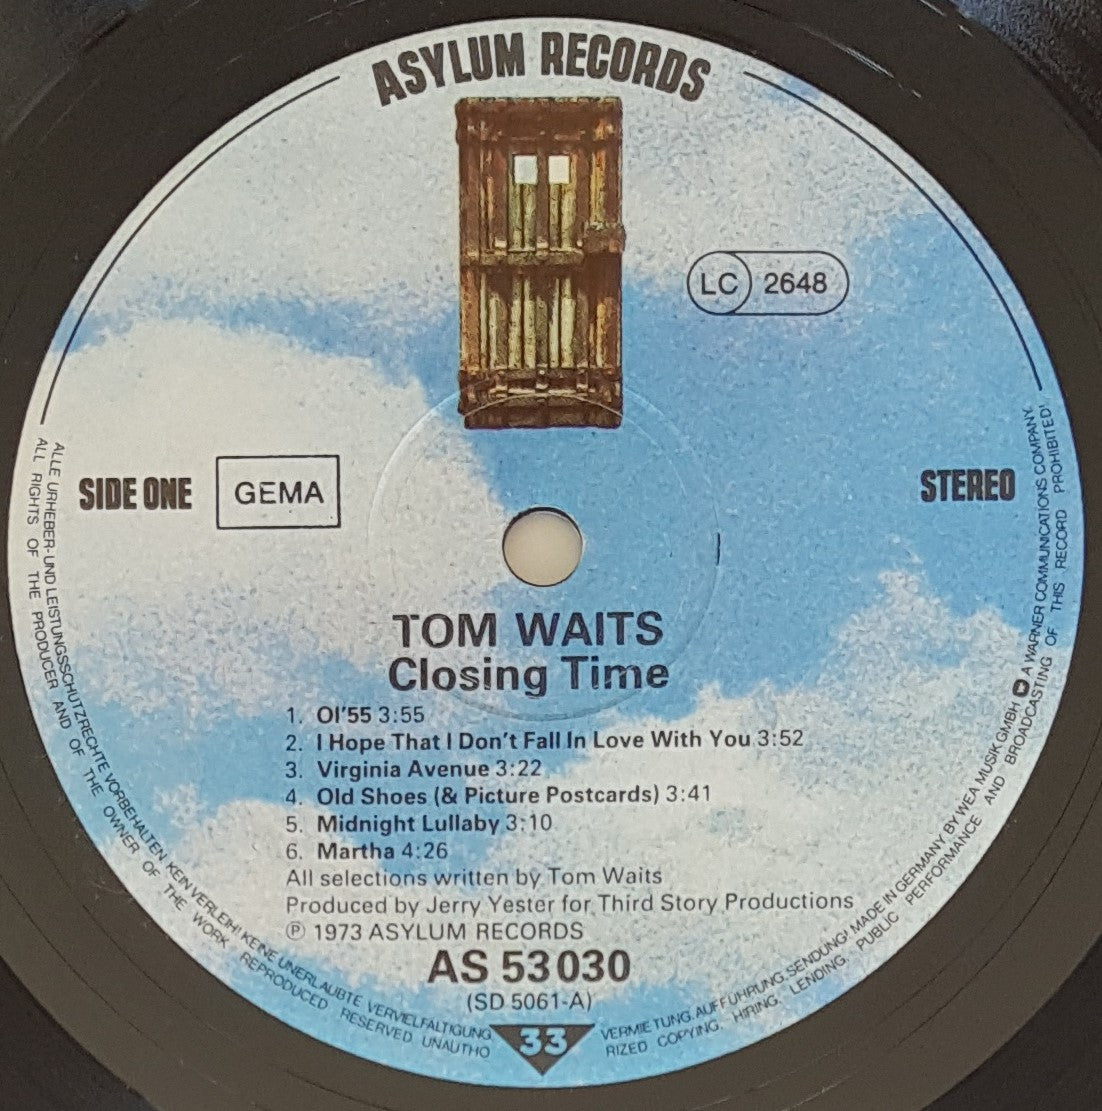 ASYLUM RECORDS
LC 2648
SIDE ONE
GEMA
STEREO
TOM WAITS
Closing Time
1. Ol'55 3:55
2. I Hope That I Don't Fall In Love With You 3:52
3. Virginia Avenue 3:22
4. Old Shoes (& Picture Postcards) 3:41
5. Midnight Lullaby 3:10
6. Martha 4:26
All selections written by Tom Waits
Produced by Jerry Yester for Third Story Productions
℗ 1973 ASYLUM RECORDS
AS 53 030
(SD 5061-A)
33
ALLE URHEBER- UND LEISTUNGSSCHUTZRECHTE VORBEHALTEN KEIN VERLEIH! KEINE UNERLAUBTE VERVIELFÄLTIGUNG, VERMIETUNG, AUFFÜHRUNG, SENDUNG! MADE IN GERMANY BY WEA MUSIK GMBH A WARNER COMMUNICATIONS COMPANY.
ALL RIGHTS OF THE PRODUCER AND OF THE OWNER OF THE WORK REPRODUCED RESERVED UNAUTHORIZED COPYING, HIRING, LENDING, PUBLIC PERFORMANCE AND BROADCASTING OF THIS RECORD PROHIBITED!